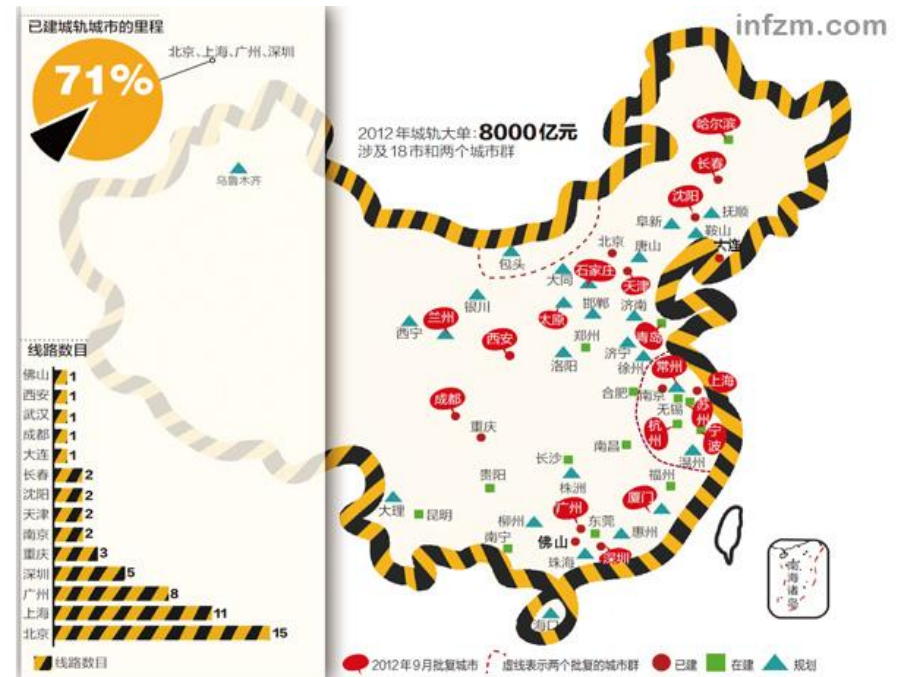 infzm.com
已建城轨城市的里程
北京、上海、广州、深圳
71%
2012年城轨大单:8000亿元
涉及18市和两个城市群
哈尔滨
长春
沈阳
抚顺
阜新
鞍山
大连
乌鲁木齐
北京
唐山
包头
大同
石家庄
天津
银川
邯郸
济南
兰州
太原
西宁
西安
郑州
青岛
洛阳
济宁
徐州
常州
上海
合肥
南京
成都
无锡
苏州
重庆
杭州
宁波
南昌
温州
长沙
贵阳
株洲
福州
大理
昆明
广州
厦门
柳州
东莞
惠州
南宁
佛山
珠海
深圳
海口
南海诸岛
线路数目
佛山 1
西安 1
武汉 1
成都 1
大连 1
长春 2
沈阳 2
天津 2
南京 2
重庆 3
深圳 5
广州 8
上海 11
北京 15
线路数目
2012年9月批复城市
虚线表示两个批复的城市群
已建
在建
规划